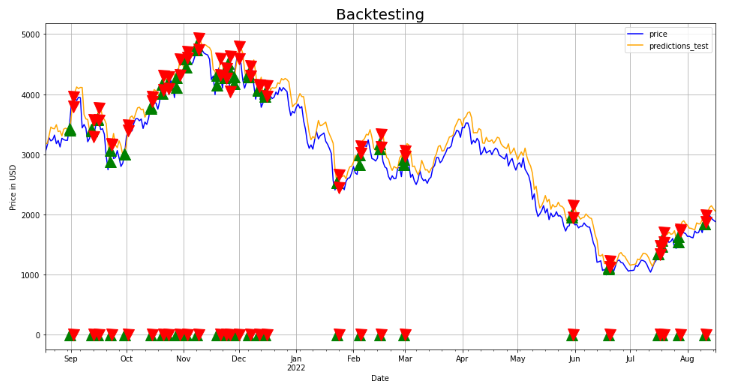 Backtesting
price
predictions_test
Price in USD
5000
4000
3000
2000
1000
0
Sep Oct Nov Dec Jan Feb Mar Apr May Jun Jul Aug
2022
Date